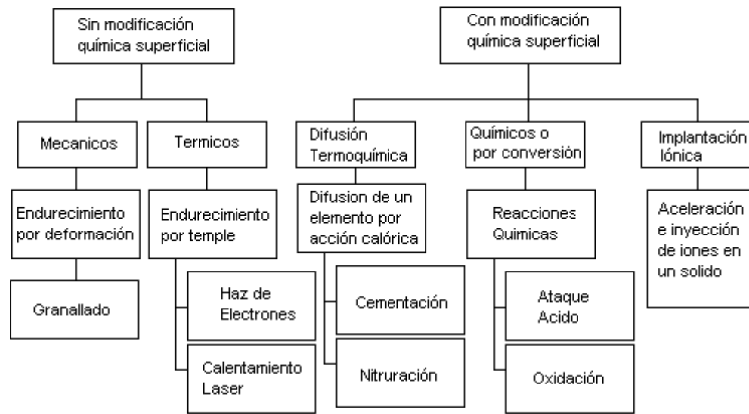 Sin modificación
química superficial
Con modificación
química superficial
Mecanicos
Termicos
Difusión
Termoquímica
Químicos o
por conversión
Implantación
Iónica
Endurecimiento
por deformación
Endurecimiento
por temple
Difusion de un
elemento por
acción calórica
Reacciones
Quimicas
Aceleración
e inyección
de iones en
un solido
Granallado
Haz de
Electrones
Cementación
Ataque
Acido
Calentamiento
Laser
Nitruración
Oxidación